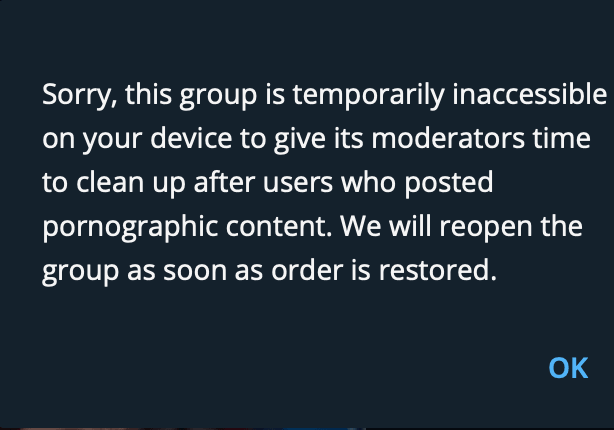 Sorry, this group is temporarily inaccessible
on your device to give its moderators time
to clean up after users who posted
pornographic content. We will reopen the
group as soon as order is restored.
OK